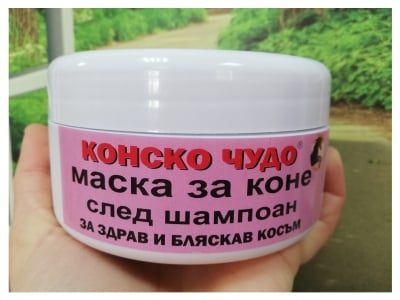 КОНСКО ЧУДО®
маска за коне
след шампоан
ЗА ЗДРАВ И БЛЯСКАВ КОСЪМ